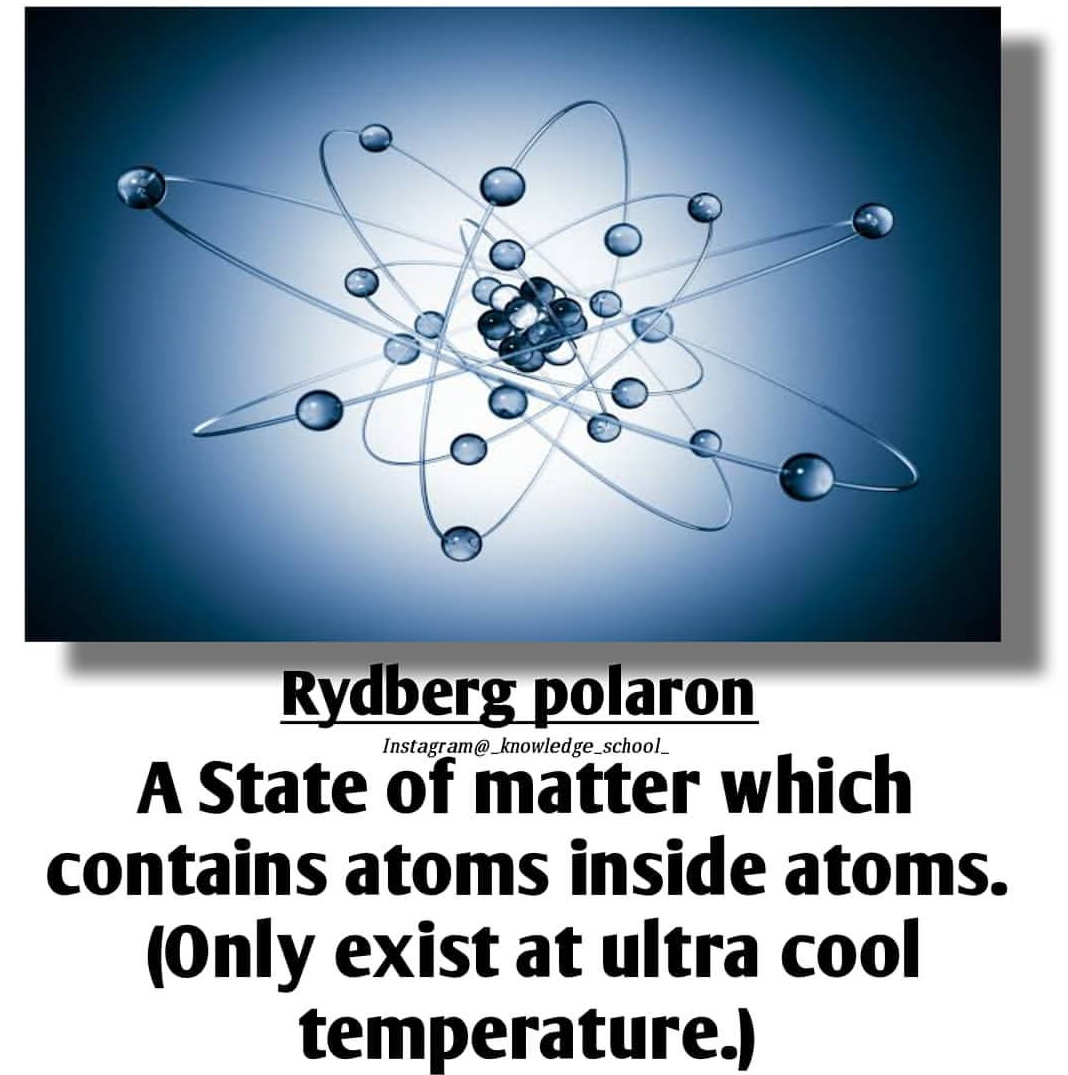 Rydberg polaron
Instagram@_knowledge_school_
A State of matter which
contains atoms inside atoms.
(Only exist at ultra cool
temperature.)